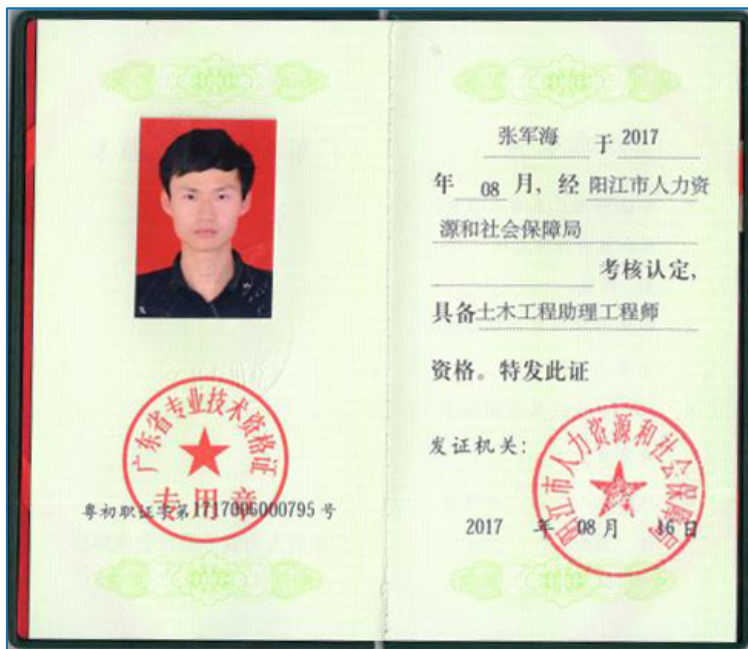 广东省专业技术资格证
专用章
粤初职证字第1717006000795号
张军海 于 2017
年 08 月，经 阳江市人力资
源和社会保障局
考核认定，
具备土木工程助理工程师
资格。特发此证
发证机关：
阳江市人力资源和社会保障局
2017 年 08 月 16 日